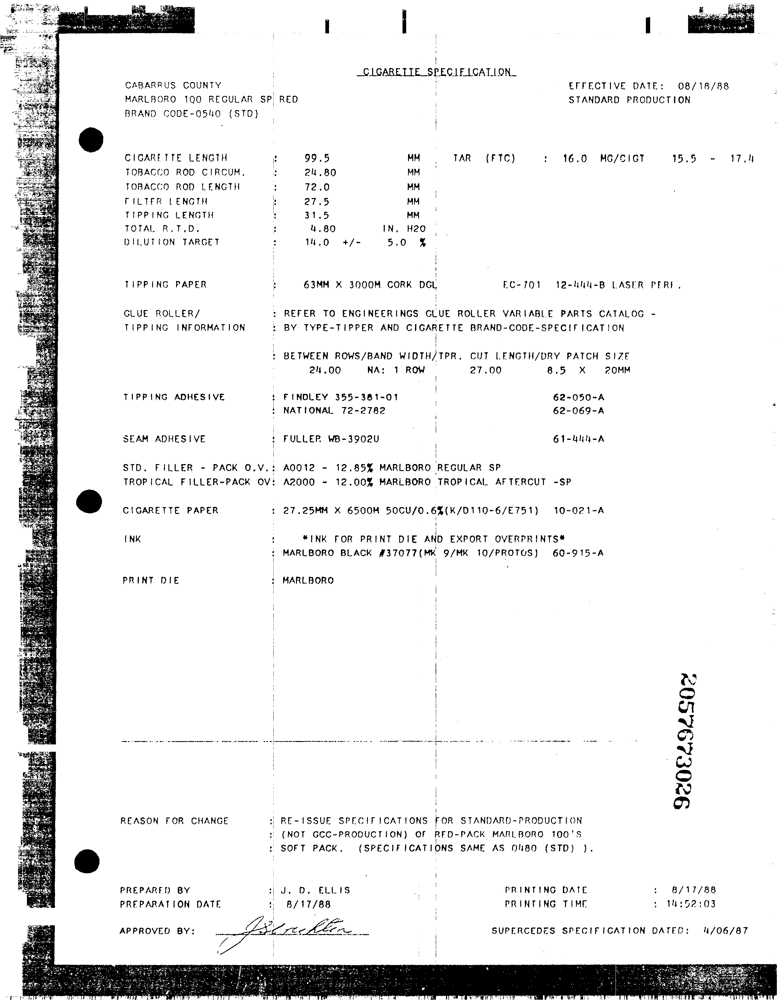 CIGARETTE SPECIFICATION
CABARRUS COUNTY EFFECTIVE DATE: 08/18/88
MARLBORO 100 REGULAR SP RED STANDARD PRODUCTION
BRAND CODE-0540 (STD)
CIGARETTE LENGTH : 99.5 MM TAR (FTC) : 16.0 MG/CIGT 15.5 - 17.4
TOBACCO ROD CIRCUM. : 24.80 MM
TOBACCO ROD LENGTH : 72.0 MM
FILTER LENGTH : 27.5 MM
TIPPING LENGTH : 31.5 MM
TOTAL R.T.D. : 4.80 IN. H2O
DILUTION TARGET : 14.0 +/- 5.0 %
TIPPING PAPER : 63MM X 3000M CORK DGL EC-701 12-444-B LASER PERF.
GLUE ROLLER/ : REFER TO ENGINEERINGS GLUE ROLLER VARIABLE PARTS CATALOG -
TIPPING INFORMATION : BY TYPE-TIPPER AND CIGARETTE BRAND-CODE-SPECIFICATION
: BETWEEN ROWS/BAND WIDTH/TPR. CUT LENGTH/DRY PATCH SIZE
24.00 NA: 1 ROW 27.00 8.5 X 20MM
TIPPING ADHESIVE : FINDLEY 355-381-01 62-050-A
: NATIONAL 72-2782 62-069-A
SEAM ADHESIVE : FULLER WB-3902U 61-444-A
STD. FILLER - PACK O.V.: A0012 - 12.85% MARLBORO REGULAR SP
TROPICAL FILLER-PACK OV: A2000 - 12.00% MARLBORO TROPICAL AFTERCUT -SP
CIGARETTE PAPER : 27.25MM X 6500M 50CU/0.6%(K/D110-6/E751) 10-021-A
INK : *INK FOR PRINT DIE AND EXPORT OVERPRINTS*
: MARLBORO BLACK #37077(MK 9/MK 10/PROTOS) 60-915-A
PRINT DIE : MARLBORO
2057673026
REASON FOR CHANGE : RE-ISSUE SPECIFICATIONS FOR STANDARD-PRODUCTION
: (NOT GCC-PRODUCTION) OF RED-PACK MARLBORO 100'S
: SOFT PACK. (SPECIFICATIONS SAME AS 0480 (STD) ).
PREPARED BY : J. D. ELLIS PRINTING DATE : 8/17/88
PREPARATION DATE : 8/17/88 PRINTING TIME : 14:52:03
APPROVED BY: SUPERCEDES SPECIFICATION DATED: 4/06/87